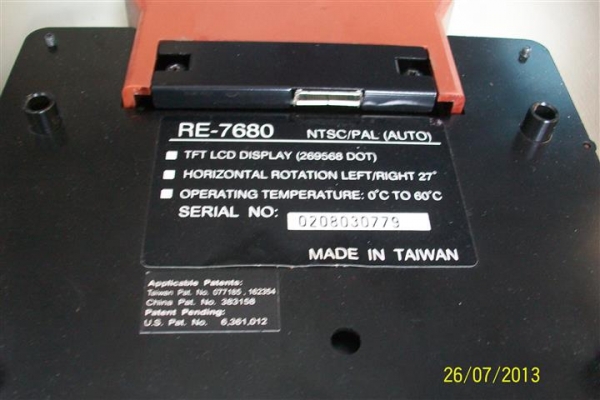 RE-7680 NTSC/PAL (AUTO)
TFT LCD DISPLAY (269568 DOT)
HORIZONTAL ROTATION LEFT/RIGHT 27°
OPERATING TEMPERATURE: 0°C TO 60°C
SERIAL NO: 0208030779
MADE IN TAIWAN
Applicable Patents:
Taiwan Pat. No. 077185 , 162354
China Pat. No. 383158
Patent Pending:
U.S. Pat. No. 6,361,012
26/07/2013